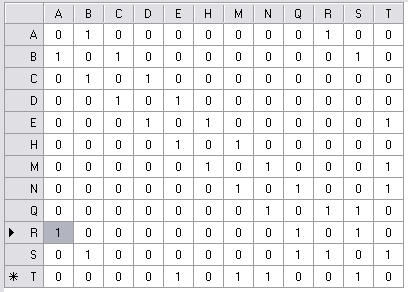 A B C D E H M N Q R S T
A 0 1 0 0 0 0 0 0 0 1 0 0
B 1 0 1 0 0 0 0 0 0 0 1 0
C 0 1 0 1 0 0 0 0 0 0 0 0
D 0 0 1 0 1 0 0 0 0 0 0 0
E 0 0 0 1 0 1 0 0 0 0 0 1
H 0 0 0 0 1 0 1 0 0 0 0 0
M 0 0 0 0 0 1 0 1 0 0 0 1
N 0 0 0 0 0 0 1 0 1 0 0 1
Q 0 0 0 0 0 0 0 1 0 1 1 0
R 1 0 0 0 0 0 0 0 1 0 1 0
S 0 1 0 0 0 0 0 0 1 1 0 1
T 0 0 0 0 1 0 1 1 0 0 1 0